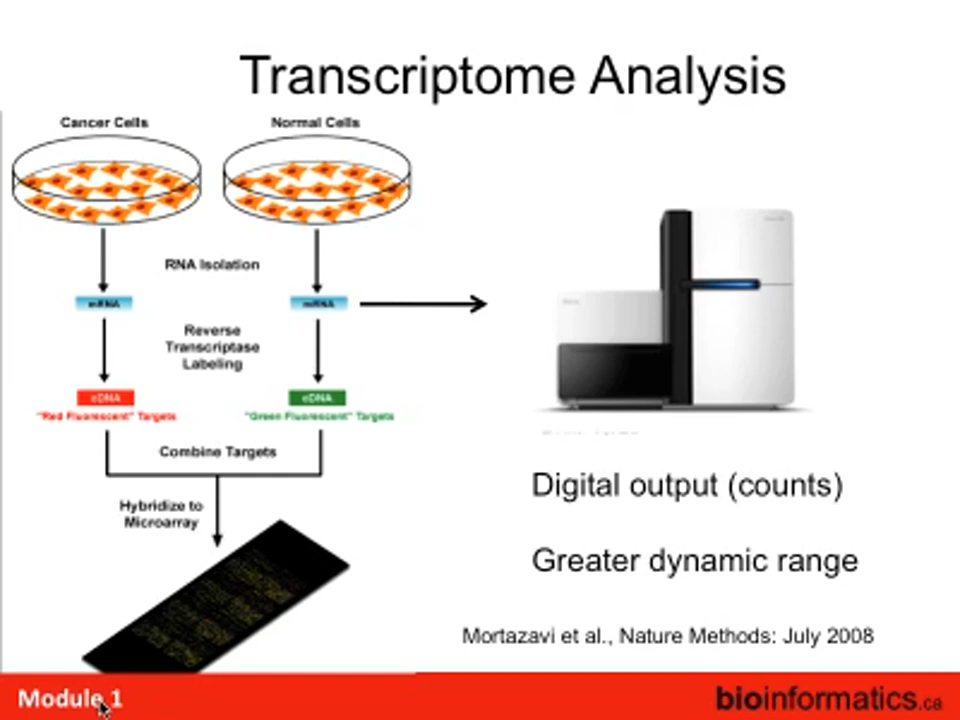 Transcriptome Analysis
Cancer Cells
Normal Cells
RNA Isolation
mRNA
mRNA
Reverse
Transcriptase
Labeling
cDNA
cDNA
"Red Fluorescent" Targets
"Green Fluorescent" Targets
Combine Targets
Hybridize to
Microarray
Digital output (counts)
Greater dynamic range
Mortazavi et al., Nature Methods: July 2008
Module 1
bioinformatics.ca